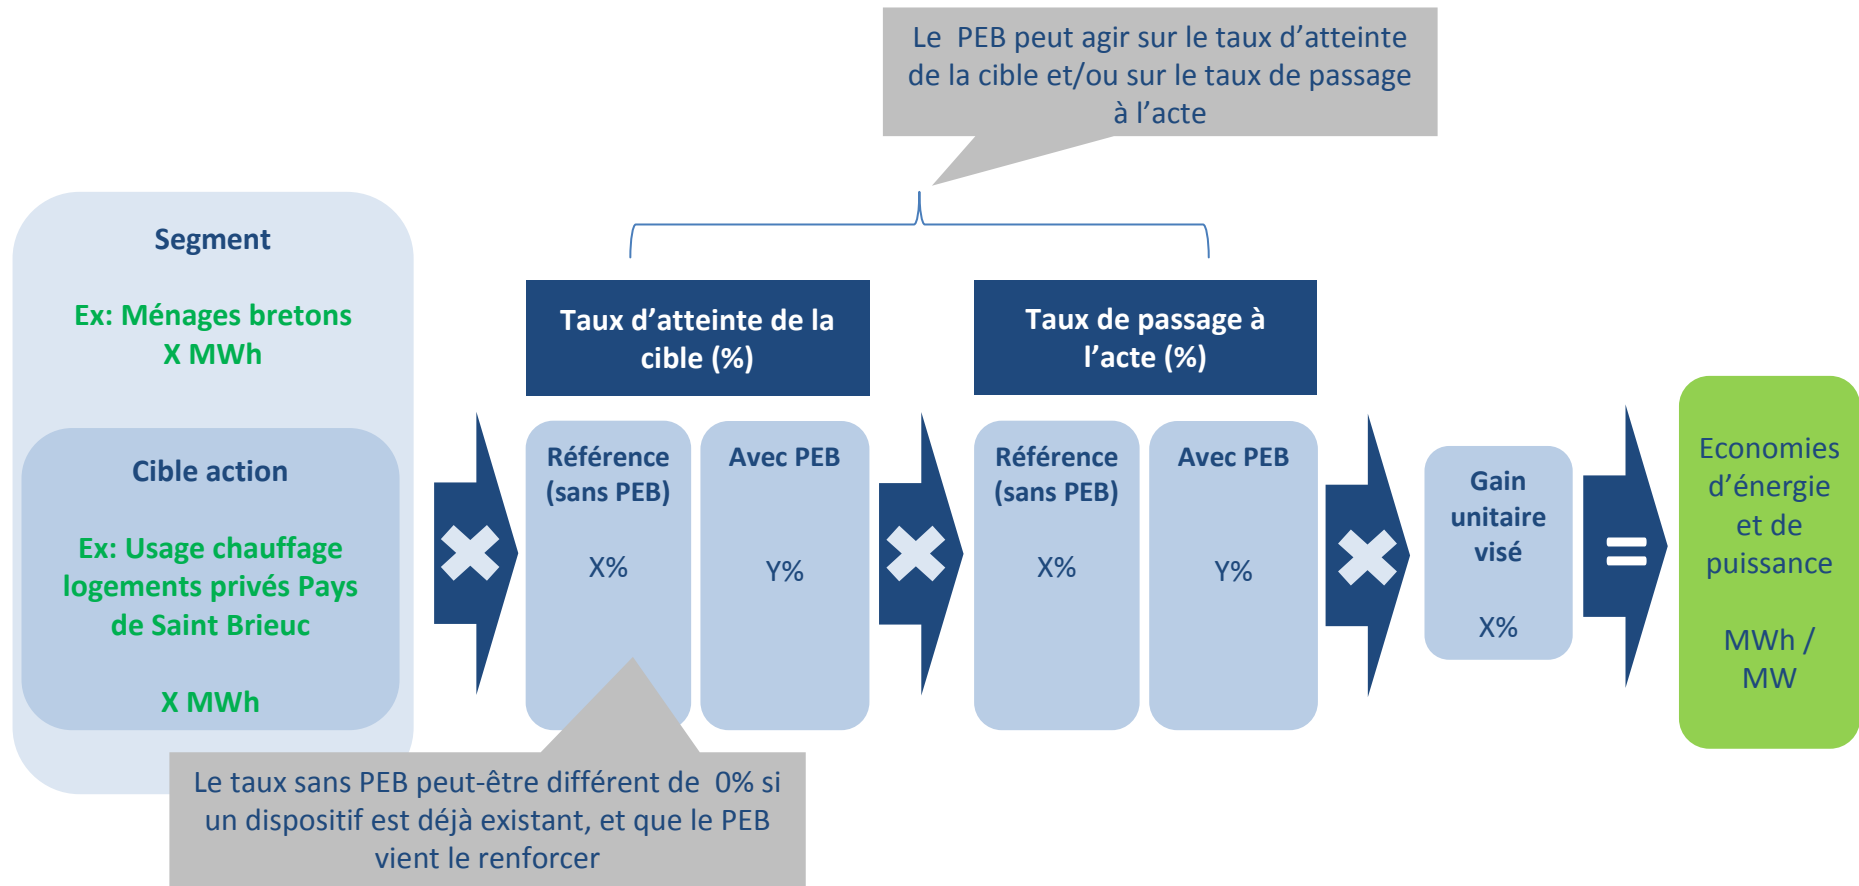 Le  PEB peut agir sur le taux d’atteinte
de la cible et/ou sur le taux de passage
à l’acte
Segment
Ex: Ménages bretons
X MWh
Cible action
Ex: Usage chauffage
logements privés Pays
de Saint Brieuc
X MWh
Taux d’atteinte de la
cible (%)
Référence
(sans PEB)
X%
Avec PEB
Y%
Taux de passage à
l’acte (%)
Référence
(sans PEB)
X%
Avec PEB
Y%
Gain
unitaire
visé
X%
=
Economies
d’énergie
et de
puissance
MWh /
MW
Le taux sans PEB peut-être différent de  0% si
un dispositif est déjà existant, et que le PEB
vient le renforcer